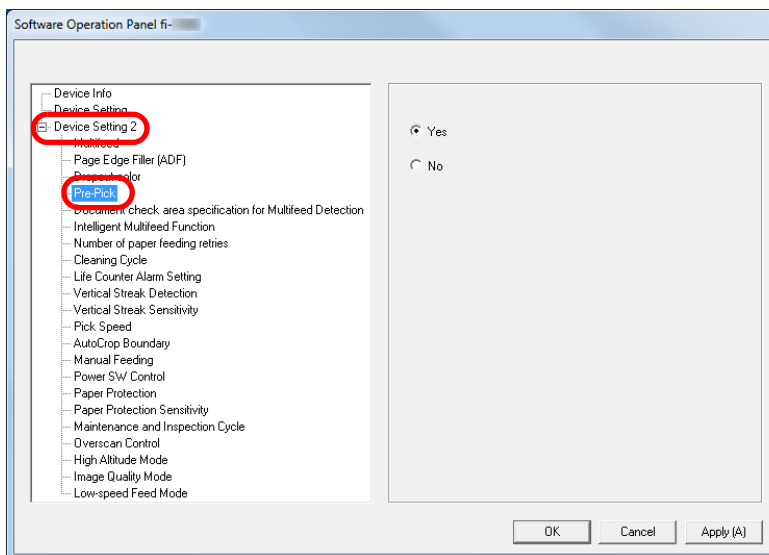 Software Operation Panel fi-
Device Info
Device Setting
Device Setting 2
Multifeed
Page Edge Filler (ADF)
Dropout color
Pre-Pick
Document check area specification for Multifeed Detection
Intelligent Multifeed Function
Number of paper feeding retries
Cleaning Cycle
Life Counter Alarm Setting
Vertical Streak Detection
Vertical Streak Sensitivity
Pick Speed
AutoCrop Boundary
Manual Feeding
Power SW Control
Paper Protection
Paper Protection Sensitivity
Maintenance and Inspection Cycle
Overscan Control
High Altitude Mode
Image Quality Mode
Low-speed Feed Mode
Yes
No
OK
Cancel
Apply (A)